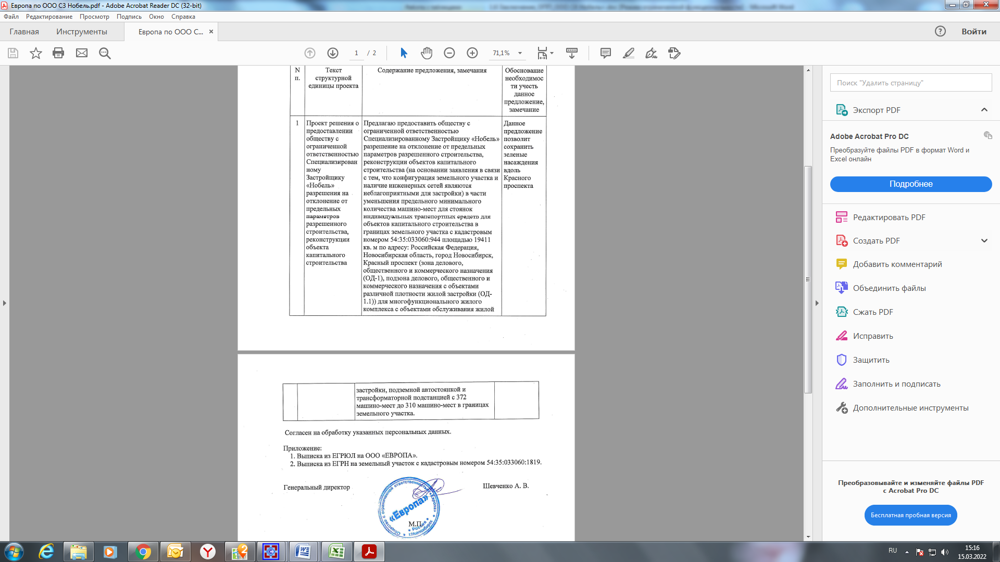 Европа по ООО СЗ Нобель.pdf - Adobe Acrobat Reader DC (32-bit)
Файл Редактирование Просмотр Подпись Окно Справка
Главная Инструменты Европа по ООО С... × Войти
1 / 2 71,1%
N п.
Текст структурной единицы проекта
Содержание предложения, замечания
Обоснование
необходимос
ти учесть
данное
предложение,
замечание
1
Проект решения о
предоставлении
обществу с
ограниченной
ответственностью
Специализирован
ному
Застройщику
«Нобель»
разрешения на
отклонение от
предельных
параметров
разрешенного
строительства,
реконструкции
объекта
капитального
строительства
Предлагаю предоставить обществу с
ограниченной ответственностью
Специализированному Застройщику «Нобель»
разрешение на отклонение от предельных
параметров разрешенного строительства,
реконструкции объектов капитального
строительства (на основании заявления в связи
с тем, что конфигурация земельного участка и
наличие инженерных сетей являются
неблагоприятными для застройки) в части
уменьшения предельного минимального
количества машино-мест для стоянок
индивидуальных транспортных средств для
объектов капитального строительства в
границах земельного участка с кадастровым
номером 54:35:033060:944 площадью 19411
кв. м по адресу: Российская Федерация,
Новосибирская область, город Новосибирск,
Красный проспект (зона делового,
общественного и коммерческого назначения
(ОД-1), подзона делового, общественного и
коммерческого назначения с объектами
различной плотности жилой застройки (ОД-
1.1)) для многофункционального жилого
комплекса с объектами обслуживания жилой
Данное
предложение
позволит
сохранить
зеленые
насаждения
вдоль
Красного
проспекта
застройки, подземной автостоянкой и
трансформаторной подстанцией с 372
машино-мест до 310 машино-мест в границах
земельного участка.
Согласен на обработку указанных персональных данных.
Приложение:
1. Выписка из ЕГРЮЛ на ООО «ЕВРОПА».
2. Выписка из ЕГРН на земельный участок с кадастровым номером 54:35:033060:1819.
Генеральный директор Шевченко А. В.
Общество с ограниченной ответственностью «Европа»
«Европа»
Россия
г.Новосибирск
М.П.
Поиск "Удалить страницу"
Экспорт PDF
Adobe Acrobat Pro DC
Преобразуйте файлы PDF в формат Word и
Excel онлайн
Подробнее
Редактировать PDF
Создать PDF
Добавить комментарий
Объединить файлы
Сжать PDF
Исправить
Защитить
Заполнить и подписать
Дополнительные инструменты
Преобразовывайте и изменяйте файлы PDF
с Acrobat Pro DC
Бесплатная пробная версия
RU 15:16
15.03.2022